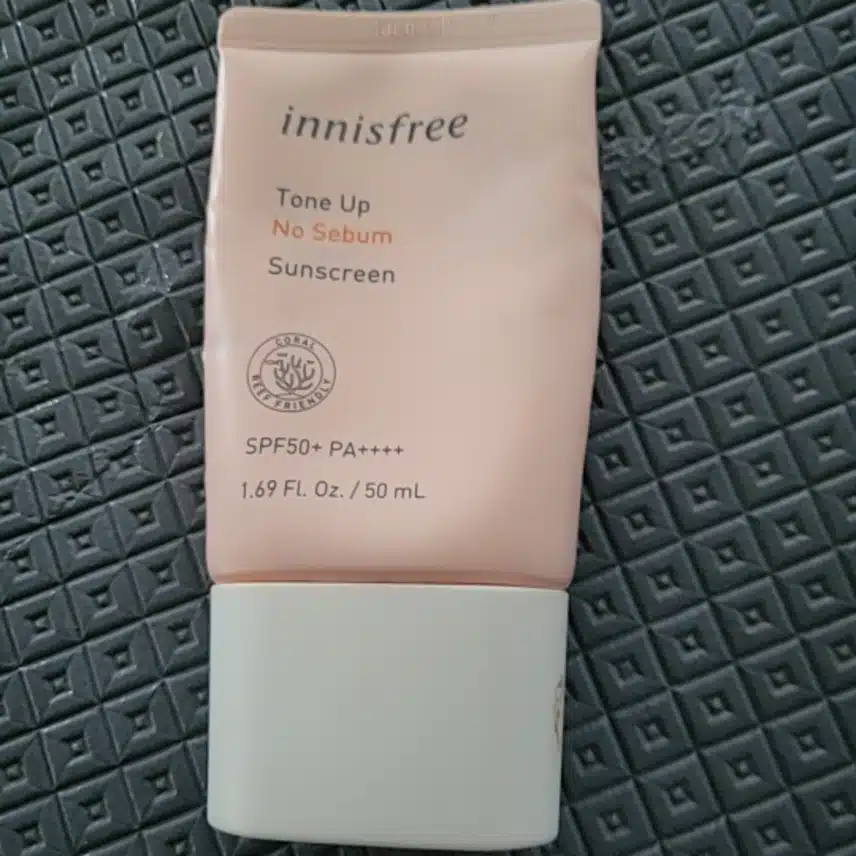 innisfree
Tone Up
No Sebum
Sunscreen
CORAL
REEF FRIENDLY
SPF50+ PA++++
1.69 Fl. Oz. / 50 mL